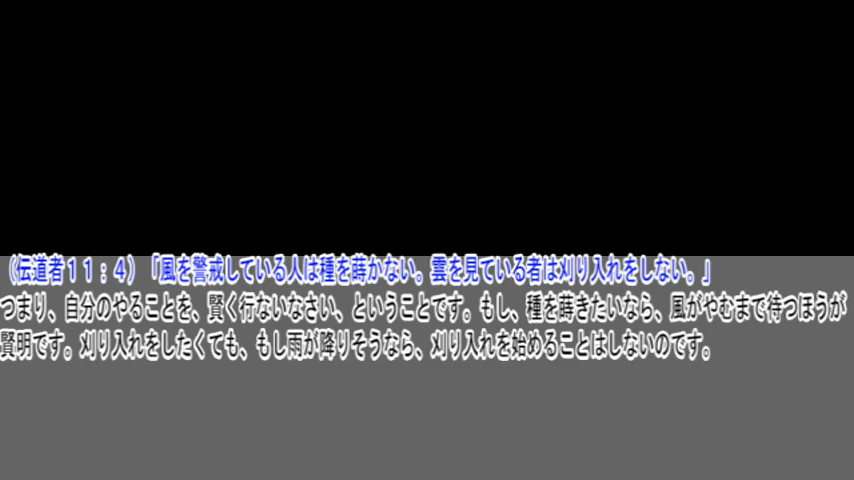 （伝道者１１：４）「風を警戒している人は種を蒔かない。雲を見ている者は刈り入れをしない。」
つまり、自分のやることを、賢く行ないなさい、ということです。もし、種を蒔きたいなら、風がやむまで待つほうが
賢明です。刈り入れをしたくても、もし雨が降りそうなら、刈り入れを始めることはしないのです。